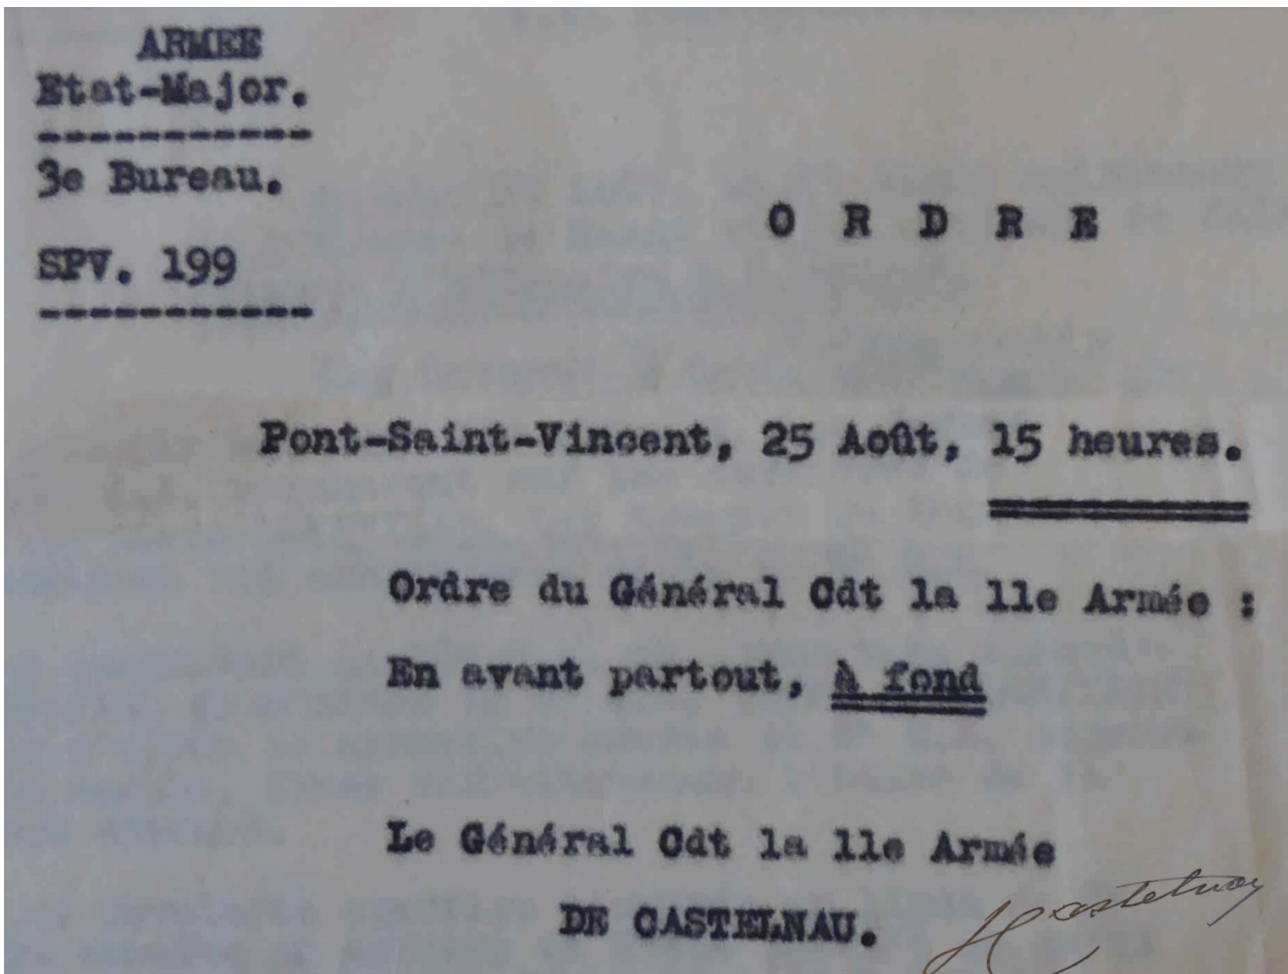 ARMEE
Etat-Major.
-----------
3e Bureau.
SPV. 199
-----------
O R D R E
Pont-Saint-Vincent, 25 Août, 15 heures.
Ordre du Général Cdt la 11e Armée :
En avant partout, à fond
Le Général Cdt la 11e Armée
DE CASTELNAU.
Castelnau